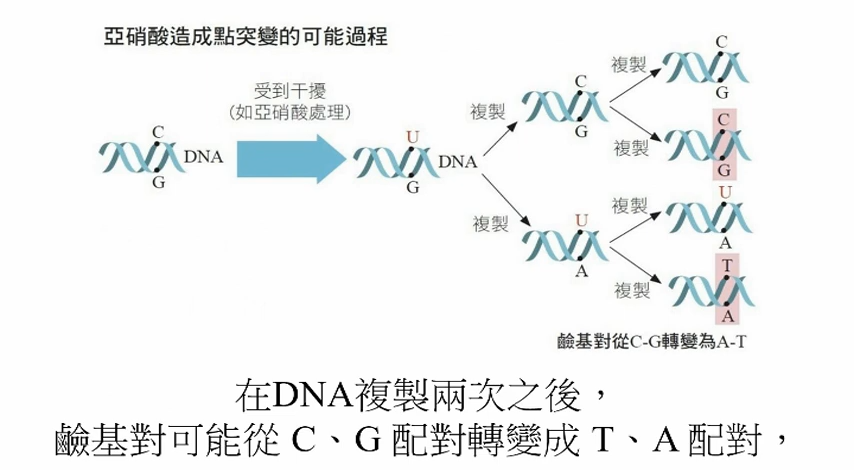 亞硝酸造成點突變的可能過程
受到干擾
(如亞硝酸處理)
C
G
DNA
U
G
DNA
複製
複製
C
G
U
A
複製
複製
複製
複製
C
G
C
G
U
A
T
A
鹼基對從C-G轉變為A-T
在DNA複製兩次之後，
鹼基對可能從 C、G 配對轉變成 T、A 配對，